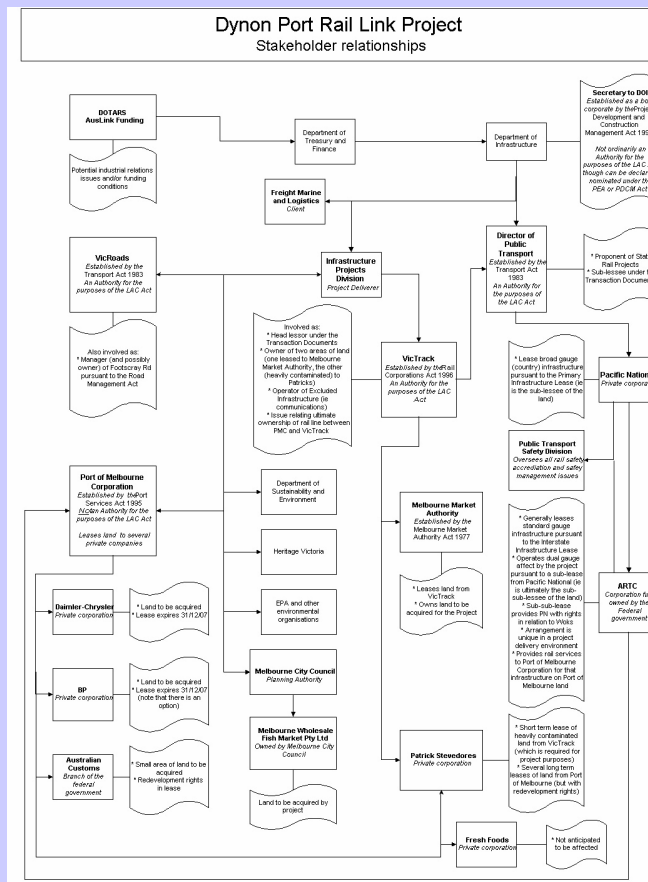 Dynon Port Rail Link Project
Stakeholder relationships
DOTARS
AusLink Funding
Potential industrial relations
issues and/or funding
conditions
Department of
Treasury and
Finance
Department of
Infrastructure
Secretary to DOI
Established as a bo
corporate by theProje
Development and
Construction
Management Act 199
Not ordinarily an
Authority for the
purposes of the LAC
though can be declar
nominated under th
PEA or PDCM Act
Freight Marine
and Logistics
Client
VicRoads
Established by the
Transport Act 1983
An Authority for the
purposes of the LAC Act
Infrastructure
Projects
Division
Project Deliverer
Director of
Public
Transport
Established by the
Transport Act
1983
An Authority for
the purposes of
the LAC Act
* Proponent of Stat
Rail Projects
* Sub-lessee under th
Transaction Documen
Also involved as:
* Manager (and possibly
owner) of Footscray Rd
pursuant to the Road
Management Act
Involved as:
* Head lessor under the
Transaction Documents
* Owner of two areas of land
(one leased to Melbourne
Market Authority, the other
(heavily contaminated) to
Patricks)
* Operator of Excluded
Infrastructure (ie
communications)
* Issue relating ultimate
ownership of rail line between
PMC and VicTrack
VicTrack
Established by theRail
Corporations Act 1996
An Authority for the
purposes of the LAC
Act
* Lease broad gauge
(country) infrastructure
pursuant to the Primary
Infrastructure Lease (ie
is the sub-lessee of the
land)
Pacific Nation
Private corpora
Public Transport
Safety Division
Oversees all rail safety
accrediation and safey
management issues
Port of Melbourne
Corporation
Established by thePort
Services Act 1995
Notan Authority for the
purposes of the LAC Act
Leases land to several
private companies
Department of
Sustainability and
Environment
Melbourne Market
Authority
Established by the
Melbourne Market
Authority Act 1977
* Generally leases
standard gauge
infrastructure pursuant
to the Interstate
Infrastructure Lease
* Operates dual gauge
affect by the project
pursuant to a sub-lease
from Pacific National (ie
is ultimately the sub-
sub-lessee of the land)
* Sub-sub-lease
provides PN with rights
in relation to Woks
* Arrangement is
unique in a project
delivery environment
* Provides rail services
to Port of Melbourne
Corporation for that
infrastructure on Port of
Melbourne land
Heritage Victoria
* Leases land from
VicTrack
* Owns land to be
acquired for the Project
ARTC
Corporation fu
owned by the
Federal
government
Daimler-Chrysler
Private corporation
* Land to be acquired
* Lease expires 31/12/07
EPA and other
environmental
organisations
BP
Private corporation
* Land to be acquired
* Lease expires 31/12/07
(note that there is an
option)
Melbourne City Council
Planning Authority
Melbourne Wholesale
Fish Market Pty Ltd
Owned by Melbourne City
Council
Australian
Customs
Branch of the
federal
government
* Small area of land to be
acquired
* Redevelopment rights
in lease
Land to be acquired by
project
Patrick Stevedores
Private corporation
* Short term lease of
heavily contaminated
land from VicTrack
(which is required for
project purposes)
* Several long term
leases of land from Port
of Melbourne (but with
redevelopment rights)
Fresh Foods
Private corporation
* Not anticipated
to be affected